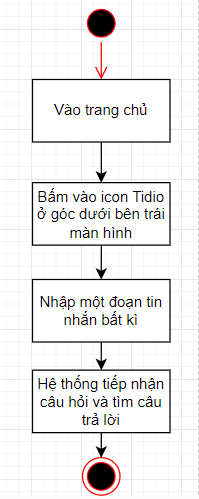 Vào trang chủ
Bấm vào icon Tidio
ở góc dưới bên trái
màn hình
Nhập một đoạn tin
nhắn bất kì
Hệ thống tiếp nhận
câu hỏi và tìm câu
trả lời